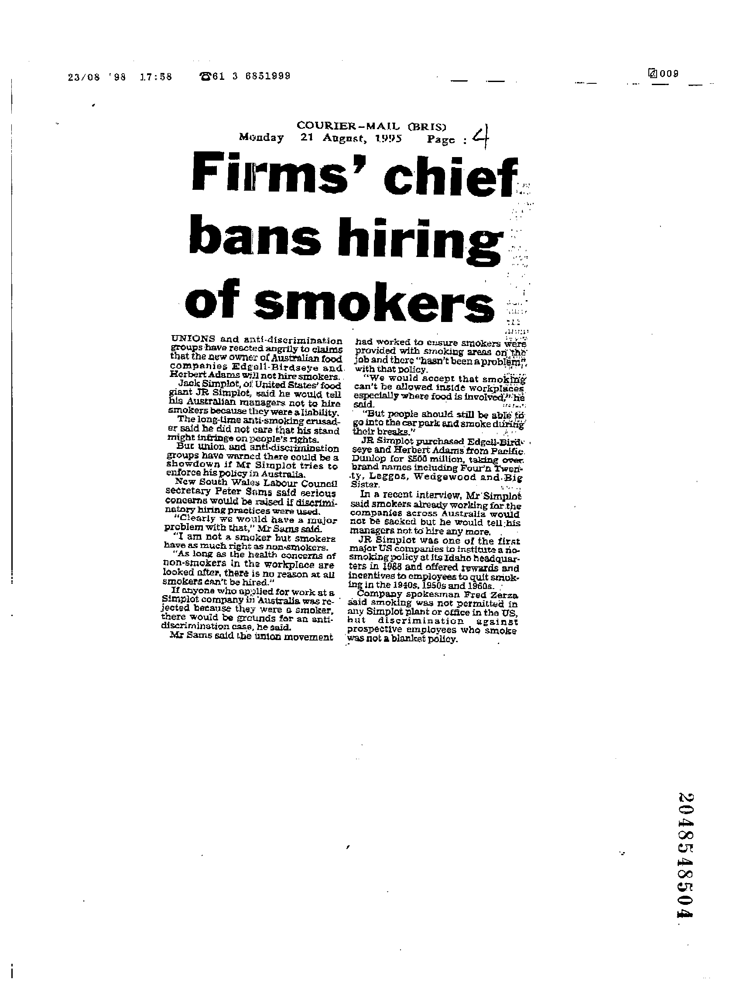 23/08 '98 17:58 ☎61 3 6851999 009
COURIER-MAIL (BRIS)
Monday 21 August, 1995 Page : 4
Firms' chief
bans hiring
of smokers
UNIONS and anti-discrimination
groups have reacted angrily to claims
that the new owner of Australian food
companies Edgell-Birdseye and
Herbert Adams will not hire smokers.
Jack Simplot, of United States' food
giant JR Simplot, said he would tell
his Australian managers not to hire
smokers because they were a liability.
The long-time anti-smoking crusad-
er said he did not care that his stand
might infringe on people's rights.
But union and anti-discrimination
groups have warned there could be a
showdown if Mr Simplot tries to
enforce his policy in Australia.
New South Wales Labour Council
secretary Peter Sams said serious
concerns would be raised if discrimi-
natory hiring practices were used.
"Clearly we would have a major
problem with that," Mr Sams said.
"I am not a smoker but smokers
have as much right as non-smokers.
"As long as the health concerns of
non-smokers in the workplace are
looked after, there is no reason at all
smokers can't be hired."
If anyone who applied for work at a
Simplot company in Australia was re-
jected because they were a smoker,
there would be grounds for an anti-
discrimination case, he said.
Mr Sams said the union movement
had worked to ensure smokers were
provided with smoking areas on the
job and there "hasn't been a problem",
with that policy.
"We would accept that smoking
can't be allowed inside workplaces
especially where food is involved," he
said.
"But people should still be able to
go into the car park and smoke during
their breaks."
JR Simplot purchased Edgell-Birds-
eye and Herbert Adams from Pacific
Dunlop for $500 million, taking over
brand names including Four'n Twen-
ty, Leggos, Wedgewood and Big
Sister.
In a recent interview, Mr Simplot
said smokers already working for the
companies across Australia would
not be sacked but he would tell his
managers not to hire any more.
JR Simplot was one of the first
major US companies to institute a no-
smoking policy at its Idaho headquar-
ters in 1988 and offered rewards and
incentives to employees to quit smok-
ing in the 1940s, 1950s and 1960s.
Company spokesman Fred Zerza
said smoking was not permitted in
any Simplot plant or office in the US,
but discrimination against
prospective employees who smoke
was not a blanket policy.
2048548504